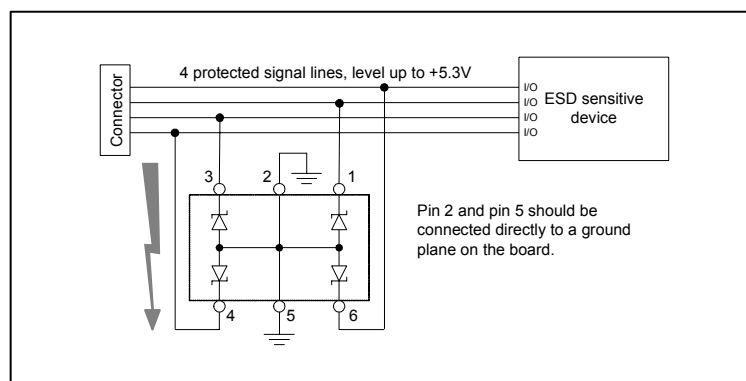 4 protected signal lines, level up to +5.3V
Connector
I/O
I/O
I/O
I/O
ESD sensitive
device
3
2
1
Pin 2 and pin 5 should be
connected directly to a ground
plane on the board.
4
5
6